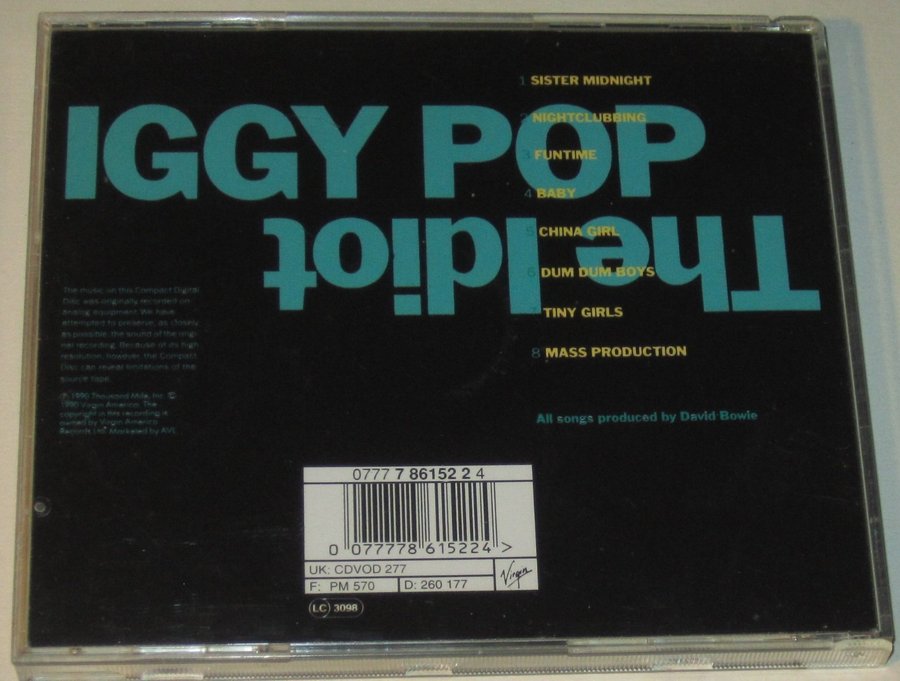 1 SISTER MIDNIGHT
IGGY POP
2 NIGHTCLUBBING
3 FUNTIME
4 BABY
The Idiot
5 CHINA GIRL
6 DUM DUM BOYS
7 TINY GIRLS
8 MASS PRODUCTION
The music on this Compact Digital
Disc was originally recorded on
analog equipment. We have
attempted to preserve, as closely
as possible, the sound of the origi-
nal recording. Because of its high
resolution, however, the Compact
Disc can reveal limitations of the
source tape.
℗ 1990 Thousand Mile, Inc. ©
1990 Virgin America. The
copyright in this recording is
owned by Virgin America
Records Ltd. Marketed by AVL.
All songs produced by David Bowie
0777 7 86152 2 4
0 077778 615224 >
UK: CDVOD 277
F: PM 570
D: 260 177
Virgin
LC 3098